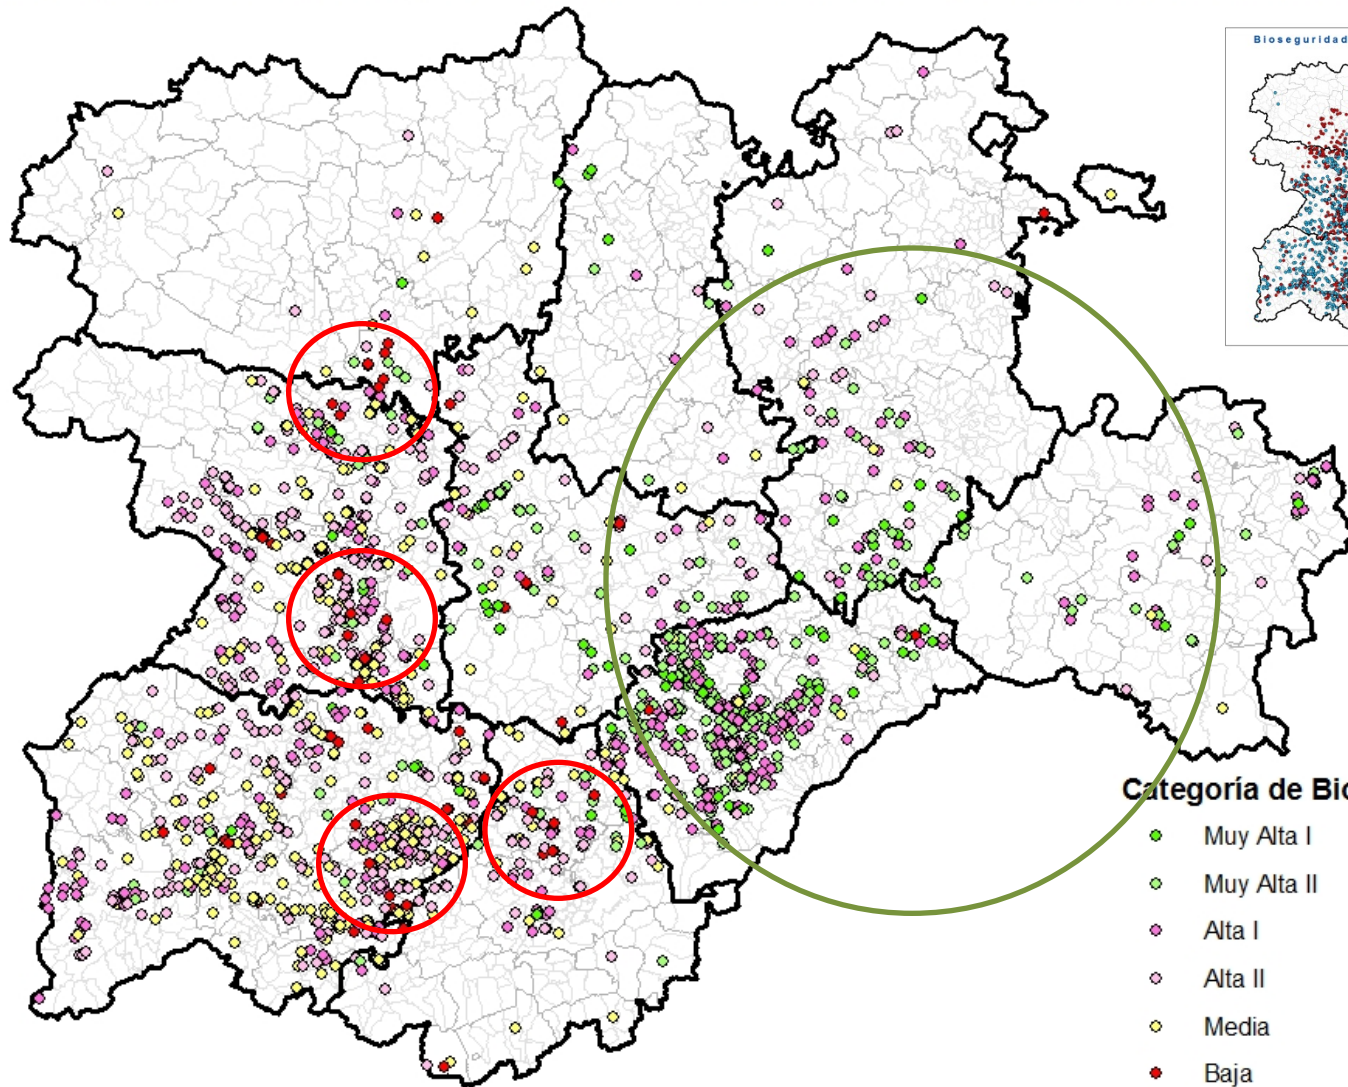 Bioseguridad
Categoría de Bio
Muy Alta I
Muy Alta II
Alta I
Alta II
Media
Baja